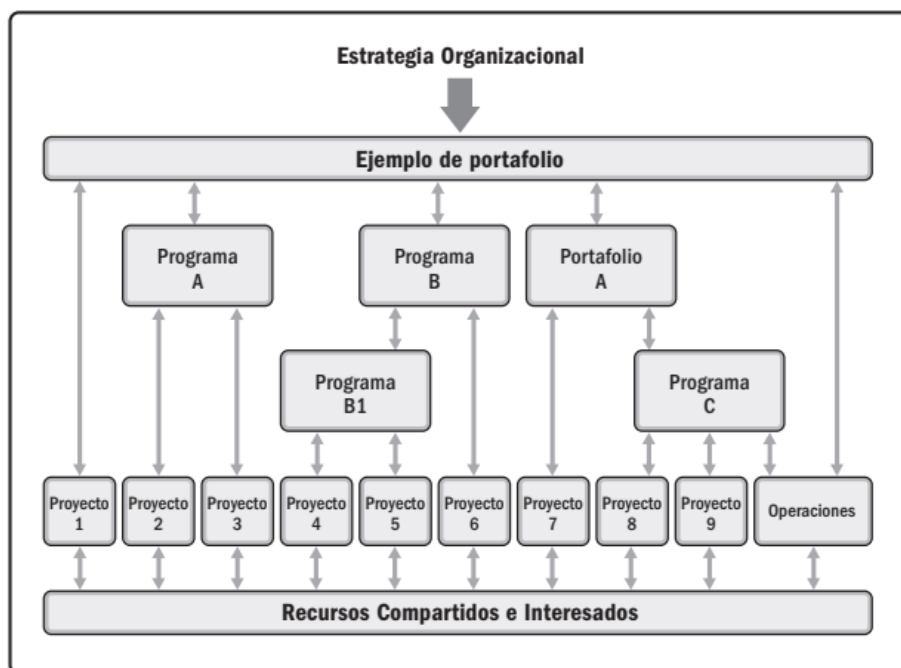 Estrategia Organizacional
Ejemplo de portafolio
Programa
A
Programa
B
Portafolio
A
Programa
B1
Programa
C
Proyecto
1
Proyecto
2
Proyecto
3
Proyecto
4
Proyecto
5
Proyecto
6
Proyecto
7
Proyecto
8
Proyecto
9
Operaciones
Recursos Compartidos e Interesados